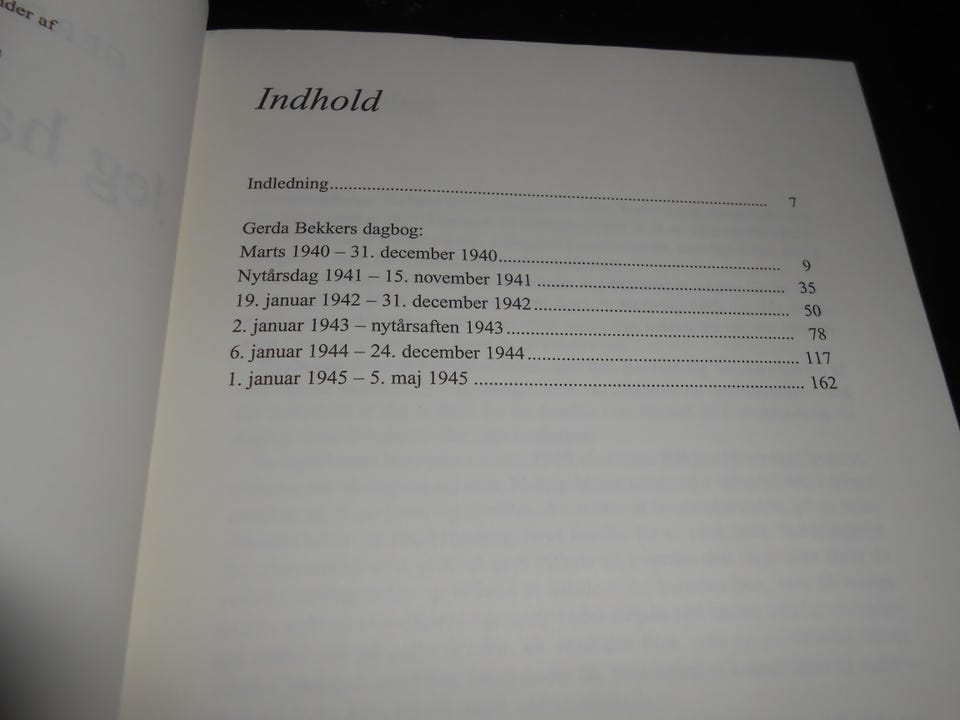 nder af
Indhold
Indledning.......... 7
Gerda Bekkers dagbog:
Marts 1940 – 31. december 1940.......... 9
Nytårsdag 1941 – 15. november 1941.......... 35
19. januar 1942 – 31. december 1942.......... 50
2. januar 1943 – nytårsaften 1943.......... 78
6. januar 1944 – 24. december 1944.......... 117
1. januar 1945 – 5. maj 1945.......... 162